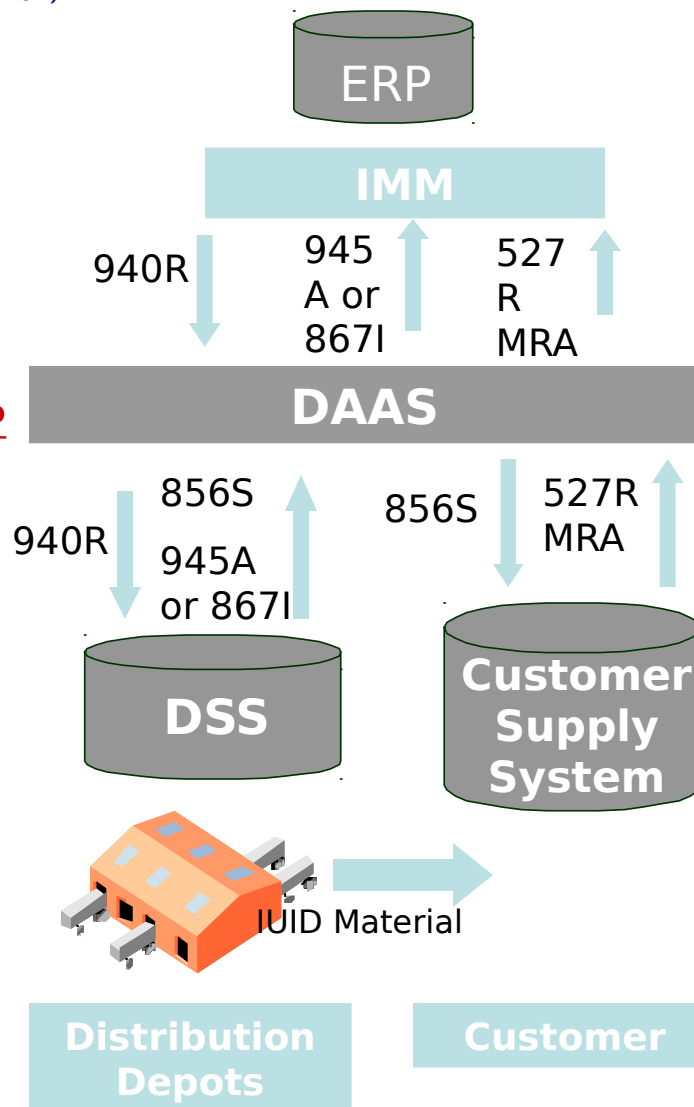 ERP
IMM
940R
945
A or
867I
527
R
MRA
DAAS
940R
856S
945A
or 867I
856S
527R
MRA
DSS
Customer
Supply
System
IUID Material
Distribution
Depots
Customer